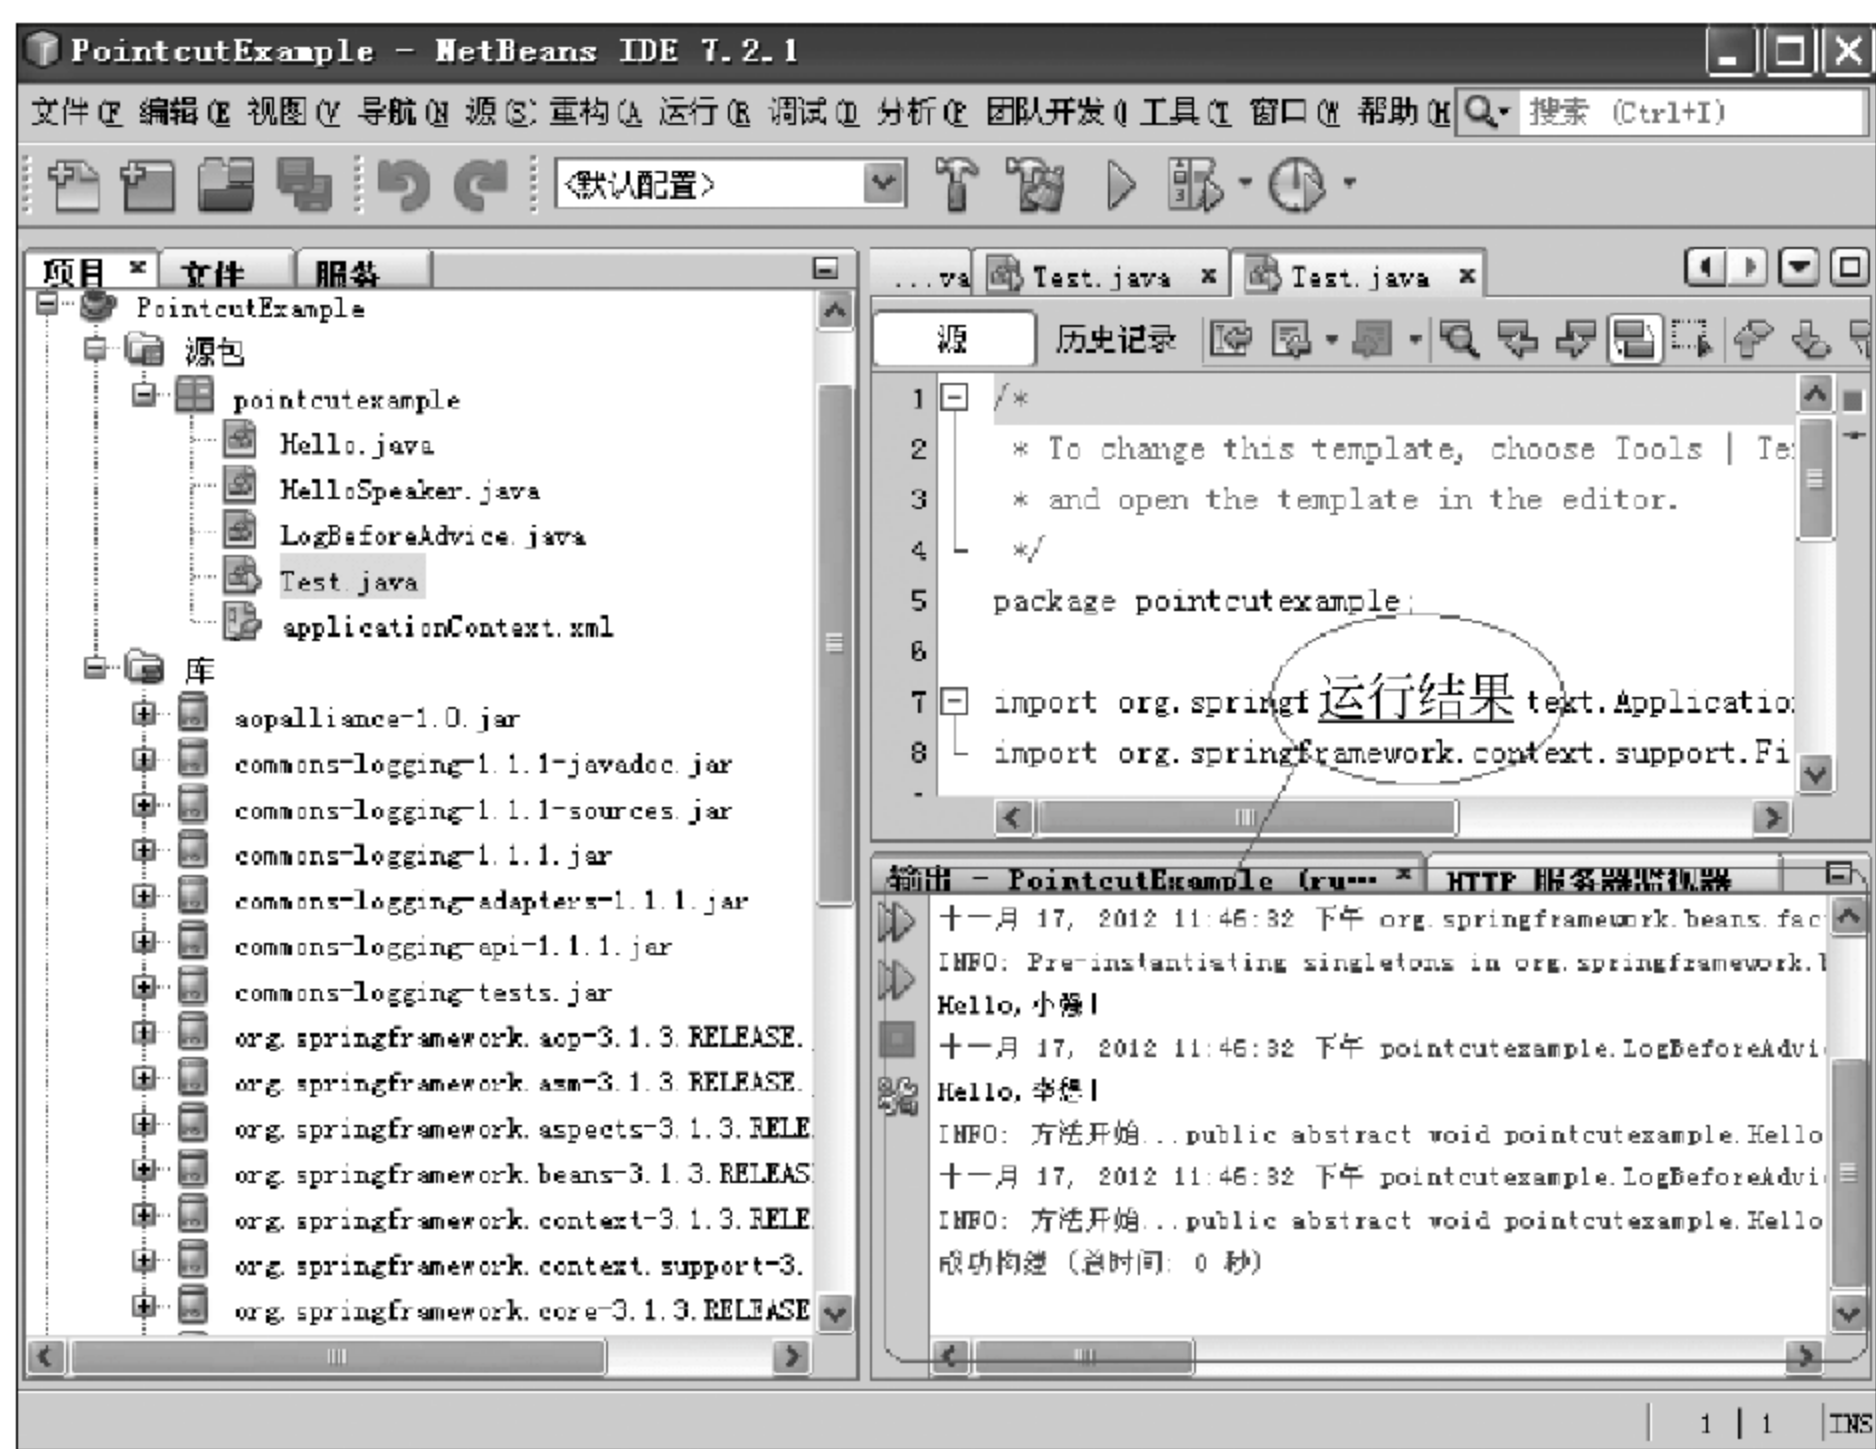 PointcutExample - NetBeans IDE 7.2.1
文件(F 编辑(E 视图(V 导航(N 源(S) 重构(A 运行(R 调试(D 分析(P 团队开发( 工具(T 窗口(W 帮助(H 搜索 (Ctrl+I)
<默认配置>
项目 文件 服务
PointcutExample
源包
pointcutexample
Hello.java
HelloSpeaker.java
LogBeforeAdvice.java
Test.java
applicationContext.xml
库
aopalliance-1.0.jar
commons-logging-1.1.1-javadoc.jar
commons-logging-1.1.1-sources.jar
commons-logging-1.1.1.jar
commons-logging-adapters-1.1.1.jar
commons-logging-api-1.1.1.jar
commons-logging-tests.jar
org.springframework.aop-3.1.3.RELEASE.
org.springframework.asm-3.1.3.RELEASE.
org.springframework.aspects-3.1.3.RELE
org.springframework.beans-3.1.3.RELEAS
org.springframework.context-3.1.3.RELE
org.springframework.context.support-3.
org.springframework.core-3.1.3.RELEASE
...va Test.java Test.java
源 历史记录
1 /*
2 * To change this template, choose Tools | Te
3 * and open the template in the editor.
4 */
5 package pointcutexample;
6
7 import org.springf 运行结果 text.Applicatio
8 import org.springframework.context.support.Fi
输出 - PointcutExample (ru… HTTP 服务器监视器
十一月 17, 2012 11:46:32 下午 org.springframework.beans.fac
INFO: Pre-instantiating singletons in org.springframework.b
Hello,小强!
十一月 17, 2012 11:46:32 下午 pointcutexample.LogBeforeAdvi
Hello, !
INFO: 方法开始...public abstract void pointcutexample.Hello
十一月 17, 2012 11:46:32 下午 pointcutexample.LogBeforeAdvi
INFO: 方法开始...public abstract void pointcutexample.Hello
成功构建 (总时间: 0 秒)
1 | 1 INS